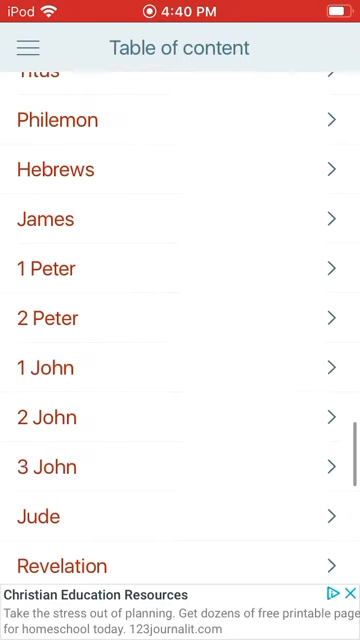 iPod 4:40 PM
Table of content
Titus
Philemon
Hebrews
James
1 Peter
2 Peter
1 John
2 John
3 John
Jude
Revelation
Christian Education Resources
Take the stress out of planning. Get dozens of free printable page
for homeschool today. 123journalit.com